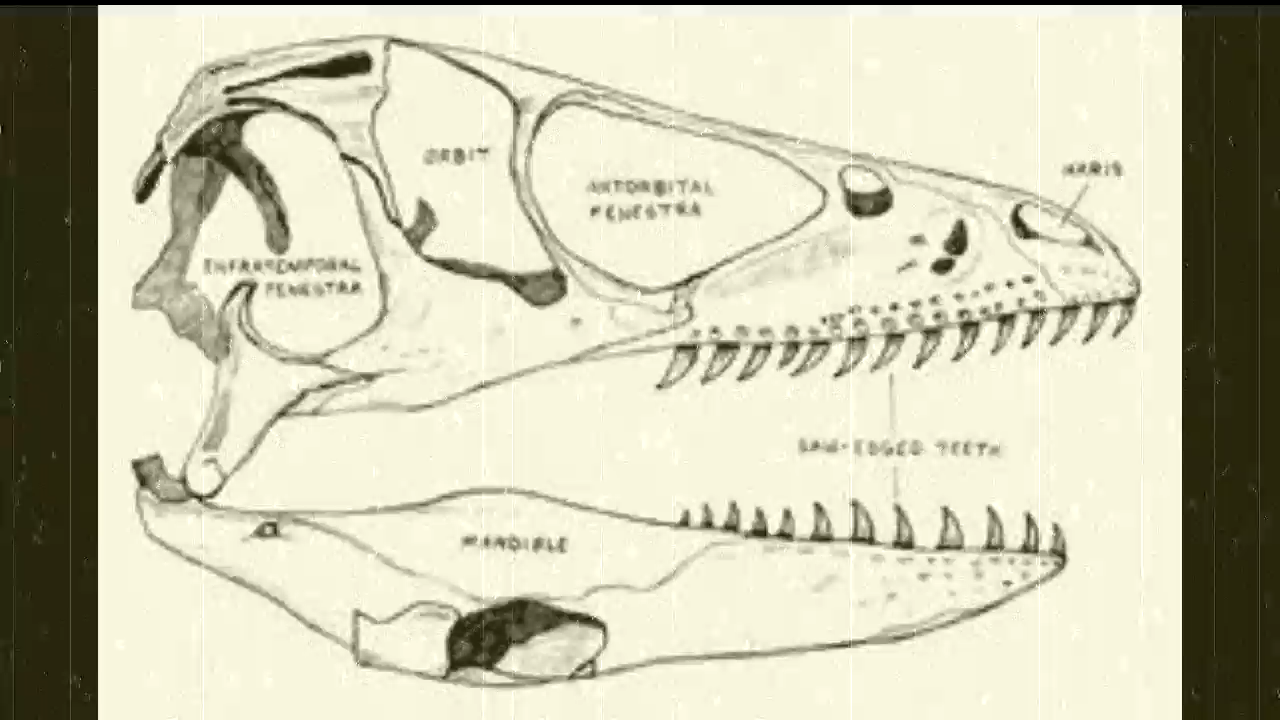 ORBIT
NARIS
ANTORBITAL
FENESTRA
INFRATEMPORAL
FENESTRA
SAW-EDGED TEETH
MANDIBLE